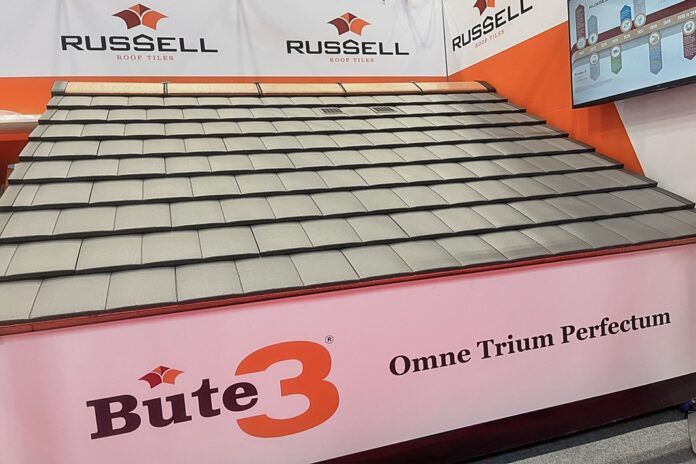 RUSSELL
ROOF TILES
RUSSELL
ROOF TILES
RUSSELL
ROOF TILES
Bute3®
Omne Trium Perfectum